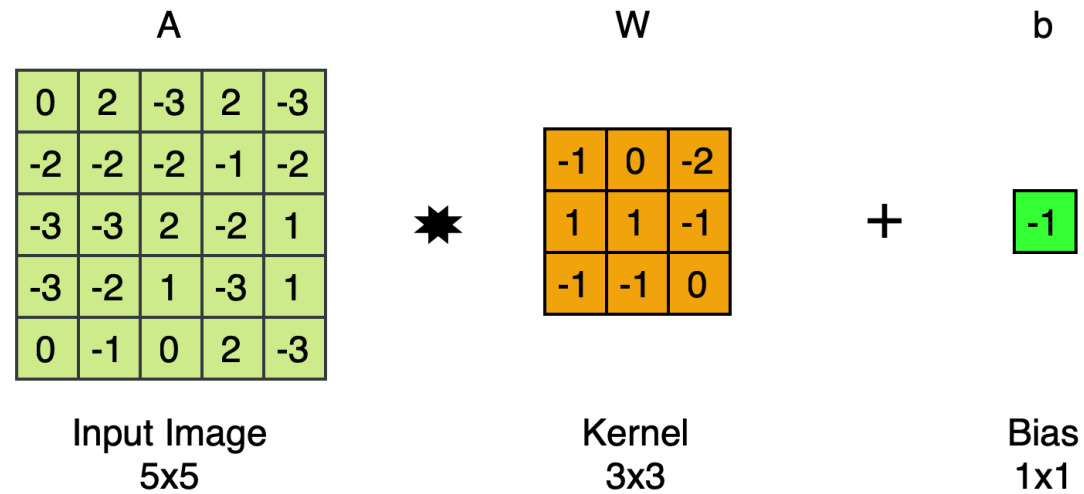 A W b
0 2 -3 2 -3
-2 -2 -2 -1 -2
-3 -3 2 -2 1
-3 -2 1 -3 1
0 -1 0 2 -3
-1 0 -2
1 1 -1
-1 -1 0
+
-1
Input Image
5x5
Kernel
3x3
Bias
1x1